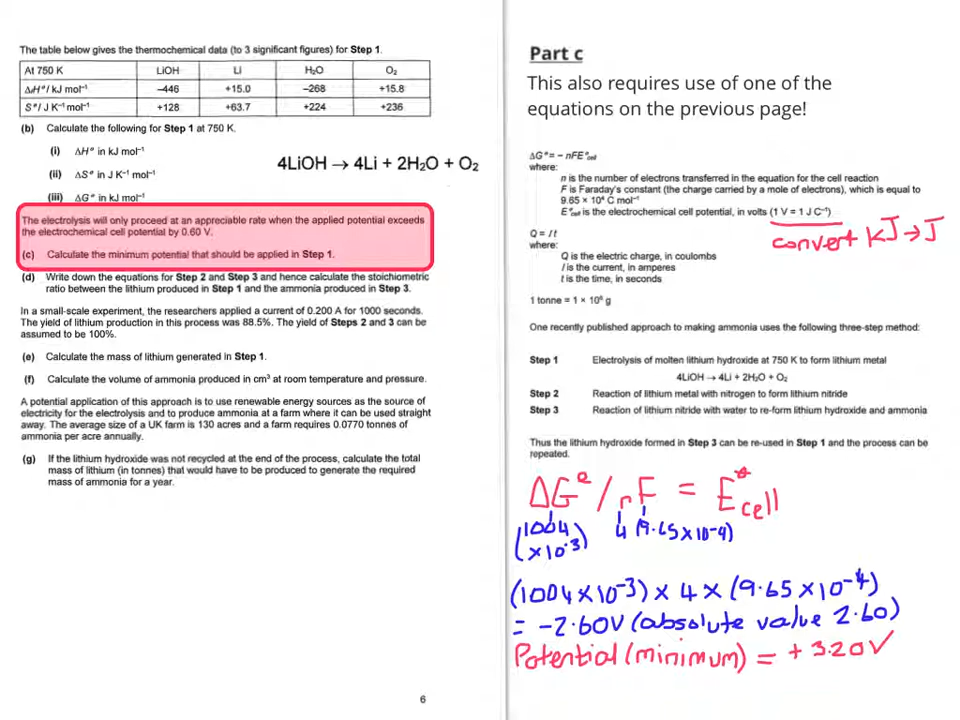 The table below gives the thermochemical data (to 3 significant figures) for Step 1.
At 750 K LiOH Li H₂O O₂
ΔfH°/ kJ mol⁻¹ –446 +15.0 –268 +15.8
S°/ J K⁻¹ mol⁻¹ +128 +63.7 +224 +236
(b) Calculate the following for Step 1 at 750 K.
(i) ΔH° in kJ mol⁻¹
(ii) ΔS° in J K⁻¹ mol⁻¹
4LiOH → 4Li + 2H₂O + O₂
(iii) ΔG° in kJ mol⁻¹
The electrolysis will only proceed at an appreciable rate when the applied potential exceeds
the electrochemical cell potential by 0.60 V.
(c) Calculate the minimum potential that should be applied in Step 1.
(d) Write down the equations for Step 2 and Step 3 and hence calculate the stoichiometric
ratio between the lithium produced in Step 1 and the ammonia produced in Step 3.
In a small-scale experiment, the researchers applied a current of 0.200 A for 1000 seconds.
The yield of lithium production in this process was 88.5%. The yield of Steps 2 and 3 can be
assumed to be 100%.
(e) Calculate the mass of lithium generated in Step 1.
(f) Calculate the volume of ammonia produced in cm³ at room temperature and pressure.
A potential application of this approach is to use renewable energy sources as the source of
electricity for the electrolysis and to produce ammonia at a farm where it can be used straight
away. The average size of a UK farm is 130 acres and a farm requires 0.0770 tonnes of
ammonia per acre annually.
(g) If the lithium hydroxide was not recycled at the end of the process, calculate the total
mass of lithium (in tonnes) that would have to be produced to generate the required
mass of ammonia for a year.
6
Part c
This also requires use of one of the
equations on the previous page!
ΔG° = – nFE°cell
where:
n is the number of electrons transferred in the equation for the cell reaction
F is Faraday's constant (the charge carried by a mole of electrons), which is equal to
9.65 × 10⁴ C mol⁻¹
E°cell is the electrochemical cell potential, in volts (1 V = 1 J C⁻¹)
convert kJ → J
Q = It
where:
Q is the electric charge, in coulombs
I is the current, in amperes
t is the time, in seconds
1 tonne = 1 × 10⁶ g
One recently published approach to making ammonia uses the following three-step method:
Step 1 Electrolysis of molten lithium hydroxide at 750 K to form lithium metal
4LiOH → 4Li + 2H₂O + O₂
Step 2 Reaction of lithium metal with nitrogen to form lithium nitride
Step 3 Reaction of lithium nitride with water to re-form lithium hydroxide and ammonia
Thus the lithium hydroxide formed in Step 3 can be re-used in Step 1 and the process can be
repeated.
ΔG° / nF = E°cell
(1004 4 (9.65×10-4)
×10-3)
(1004×10-3) × 4 × (9.65×10-4)
= -2.60V (absolute value 2.60)
Potential (minimum) = + 3.20V